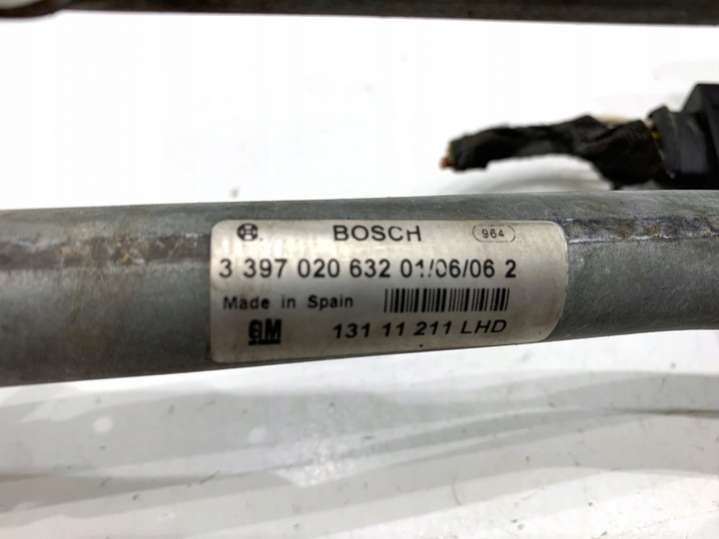 BOSCH 964
3 397 020 632 01/06/06 2
Made in Spain
GM 131 11 211 LHD